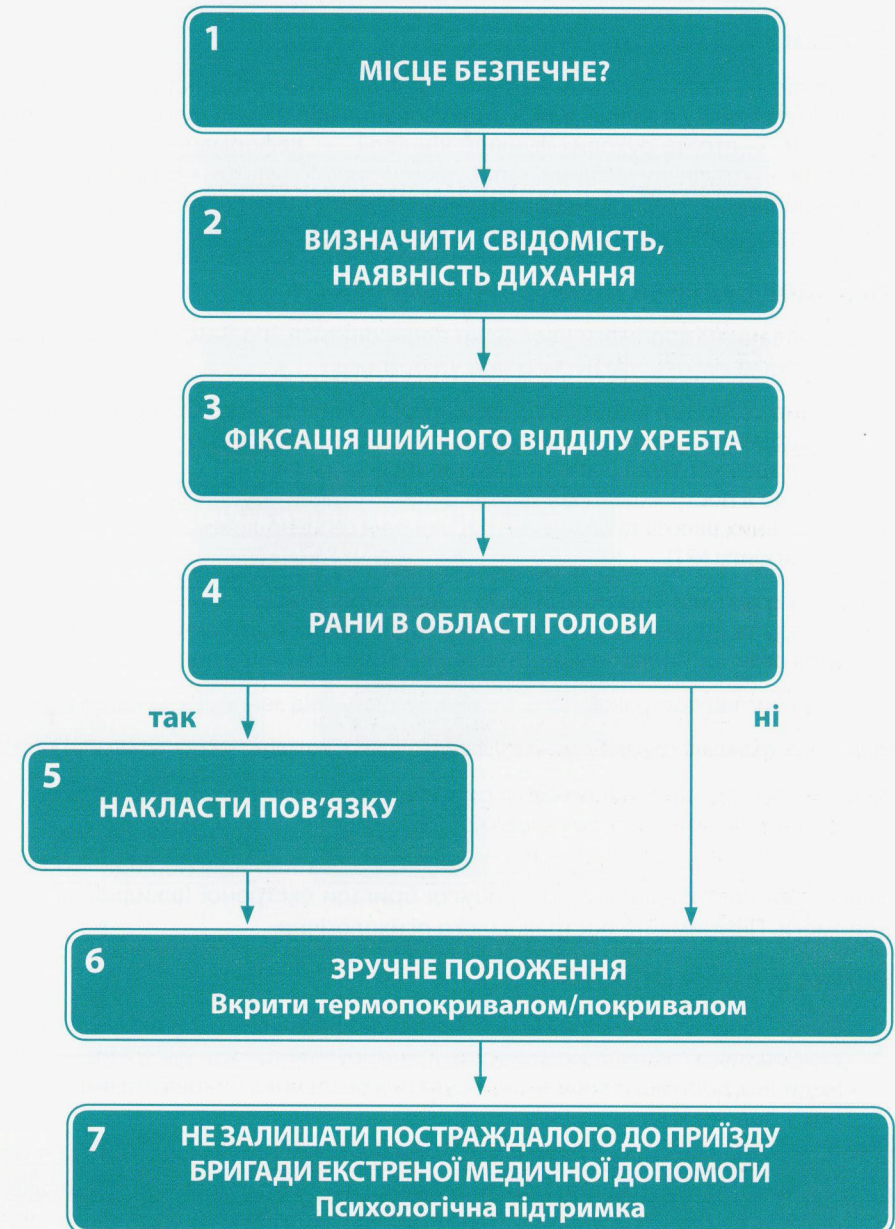 1
МІСЦЕ БЕЗПЕЧНЕ?
2
ВИЗНАЧИТИ СВІДОМІСТЬ,
НАЯВНІСТЬ ДИХАННЯ
3
ФІКСАЦІЯ ШИЙНОГО ВІДДІЛУ ХРЕБТА
4
РАНИ В ОБЛАСТІ ГОЛОВИ
так
ні
5
НАКЛАСТИ ПОВ’ЯЗКУ
6
ЗРУЧНЕ ПОЛОЖЕННЯ
Вкрити термопокривалом/покривалом
7
НЕ ЗАЛИШАТИ ПОСТРАЖДАЛОГО ДО ПРИЇЗДУ
БРИГАДИ ЕКСТРЕНОЇ МЕДИЧНОЇ ДОПОМОГИ
Психологічна підтримка